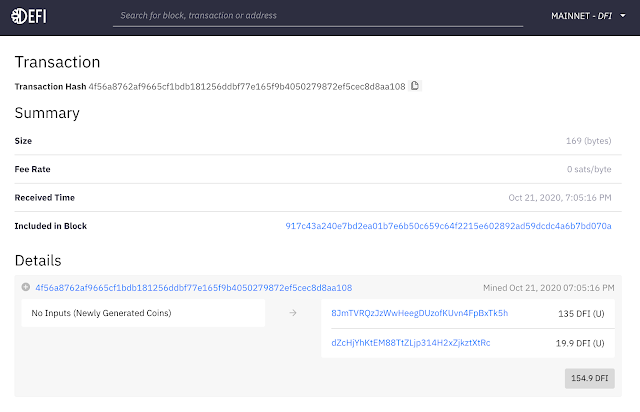 DEFI
Search for block, transaction or address
MAINNET - DFI
Transaction
Transaction Hash 4f56a8762af9665cf1bdb181256ddbf77e165f9b4050279872ef5cec8d8aa108
Summary
Size 169 (bytes)
Fee Rate 0 sats/byte
Received Time Oct 21, 2020, 7:05:16 PM
Included in Block 917c43a240e7bd2ea01b7e6b50c659c64f2215e602892ad59dcdc4a6b7bd070a
Details
4f56a8762af9665cf1bdb181256ddbf77e165f9b4050279872ef5cec8d8aa108 Mined Oct 21, 2020 07:05:16 PM
No Inputs (Newly Generated Coins)
8JmTVRQzJzWwHeegDUzofKUvn4FpBxTk5h 135 DFI (U)
dZcHjYhKtEM88TtZLjp314H2xZjkztXtRc 19.9 DFI (U)
154.9 DFI